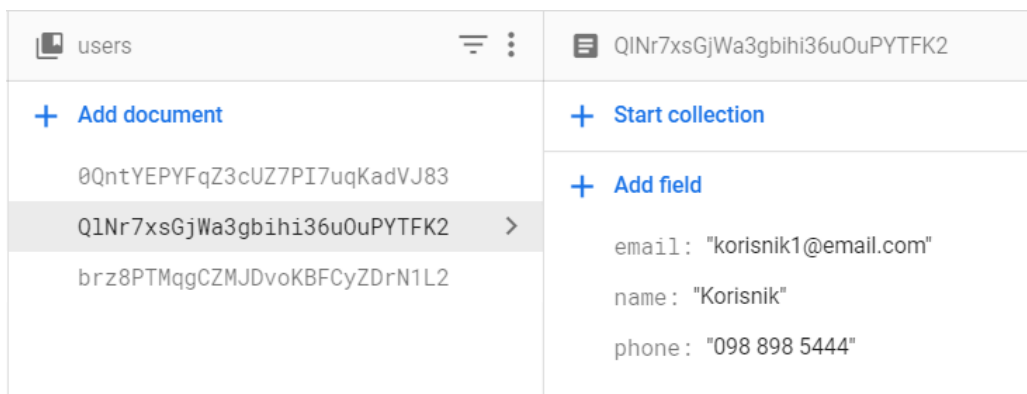 users
Add document
0QntYEPYFqZ3cUZ7PI7uqKadVJ83
QlNr7xsGjWa3gbihi36uOuPYTFK2
brz8PTMqgCZMJDvoKBFCyZDrN1L2
QlNr7xsGjWa3gbihi36uOuPYTFK2
Start collection
Add field
email: "korisnik1@email.com"
name: "Korisnik"
phone: "098 898 5444"